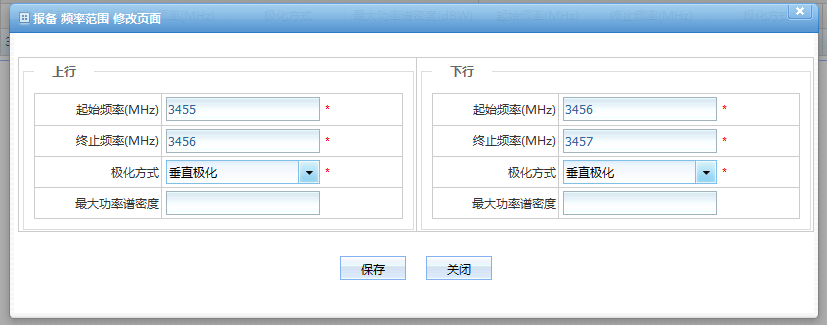 报备 频率范围 修改页面
上行
起始频率(MHz) 3455 *
终止频率(MHz) 3456 *
极化方式 垂直极化 *
最大功率谱密度
下行
起始频率(MHz) 3456 *
终止频率(MHz) 3457 *
极化方式 垂直极化 *
最大功率谱密度
保存 关闭